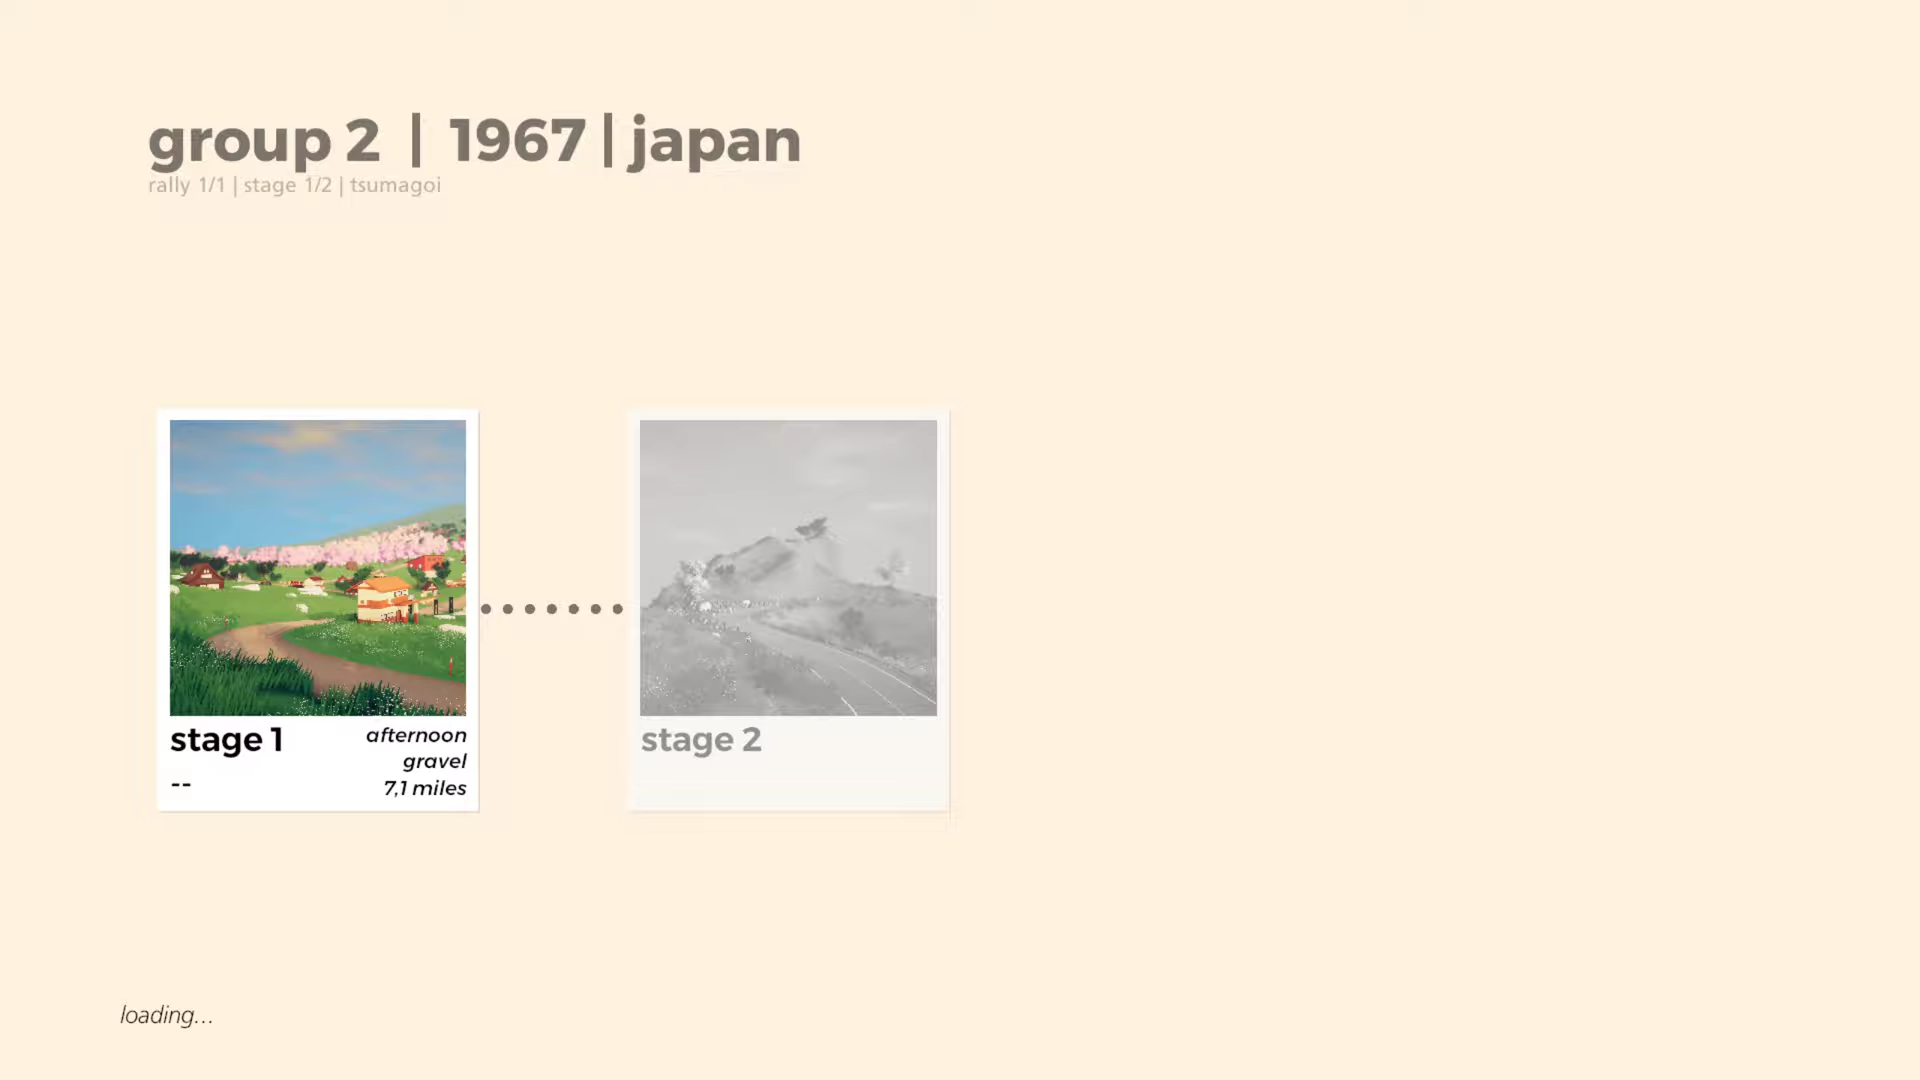 group 2 | 1967 | japan
rally 1/1 | stage 1/2 | tsumagoi
stage 1
afternoon
gravel
--
7,1 miles
stage 2
loading...